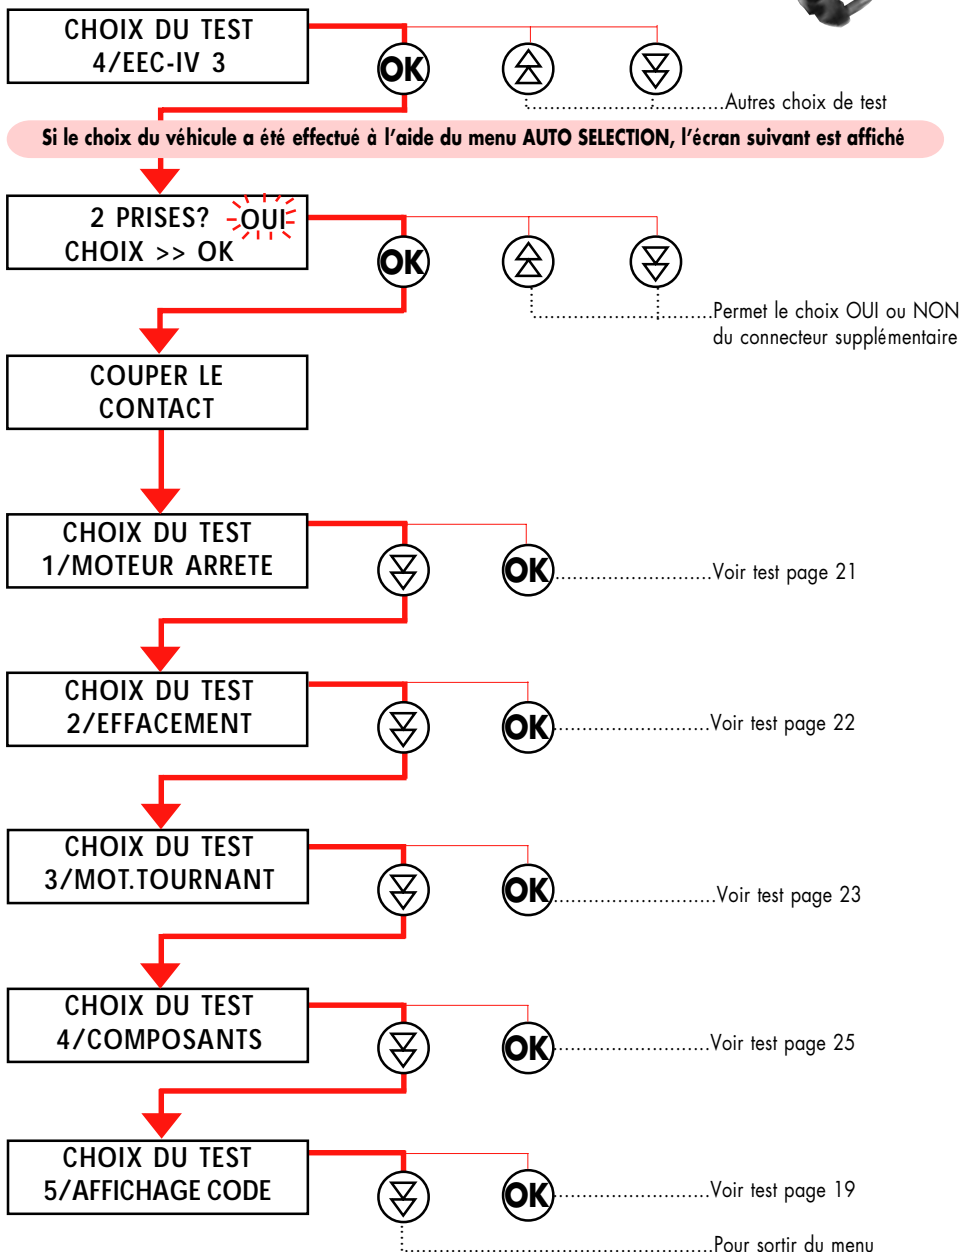 CHOIX DU TEST
4/EEC-IV 3
OK
Autres choix de test
Si le choix du véhicule a été effectué à l'aide du menu AUTO SELECTION, l'écran suivant est affiché
2 PRISES? OUI
CHOIX >> OK
OK
Permet le choix OUI ou NON
du connecteur supplémentaire
COUPER LE
CONTACT
CHOIX DU TEST
1/MOTEUR ARRETE
OK
Voir test page 21
CHOIX DU TEST
2/EFFACEMENT
OK
Voir test page 22
CHOIX DU TEST
3/MOT.TOURNANT
OK
Voir test page 23
CHOIX DU TEST
4/COMPOSANTS
OK
Voir test page 25
CHOIX DU TEST
5/AFFICHAGE CODE
OK
Voir test page 19
Pour sortir du menu